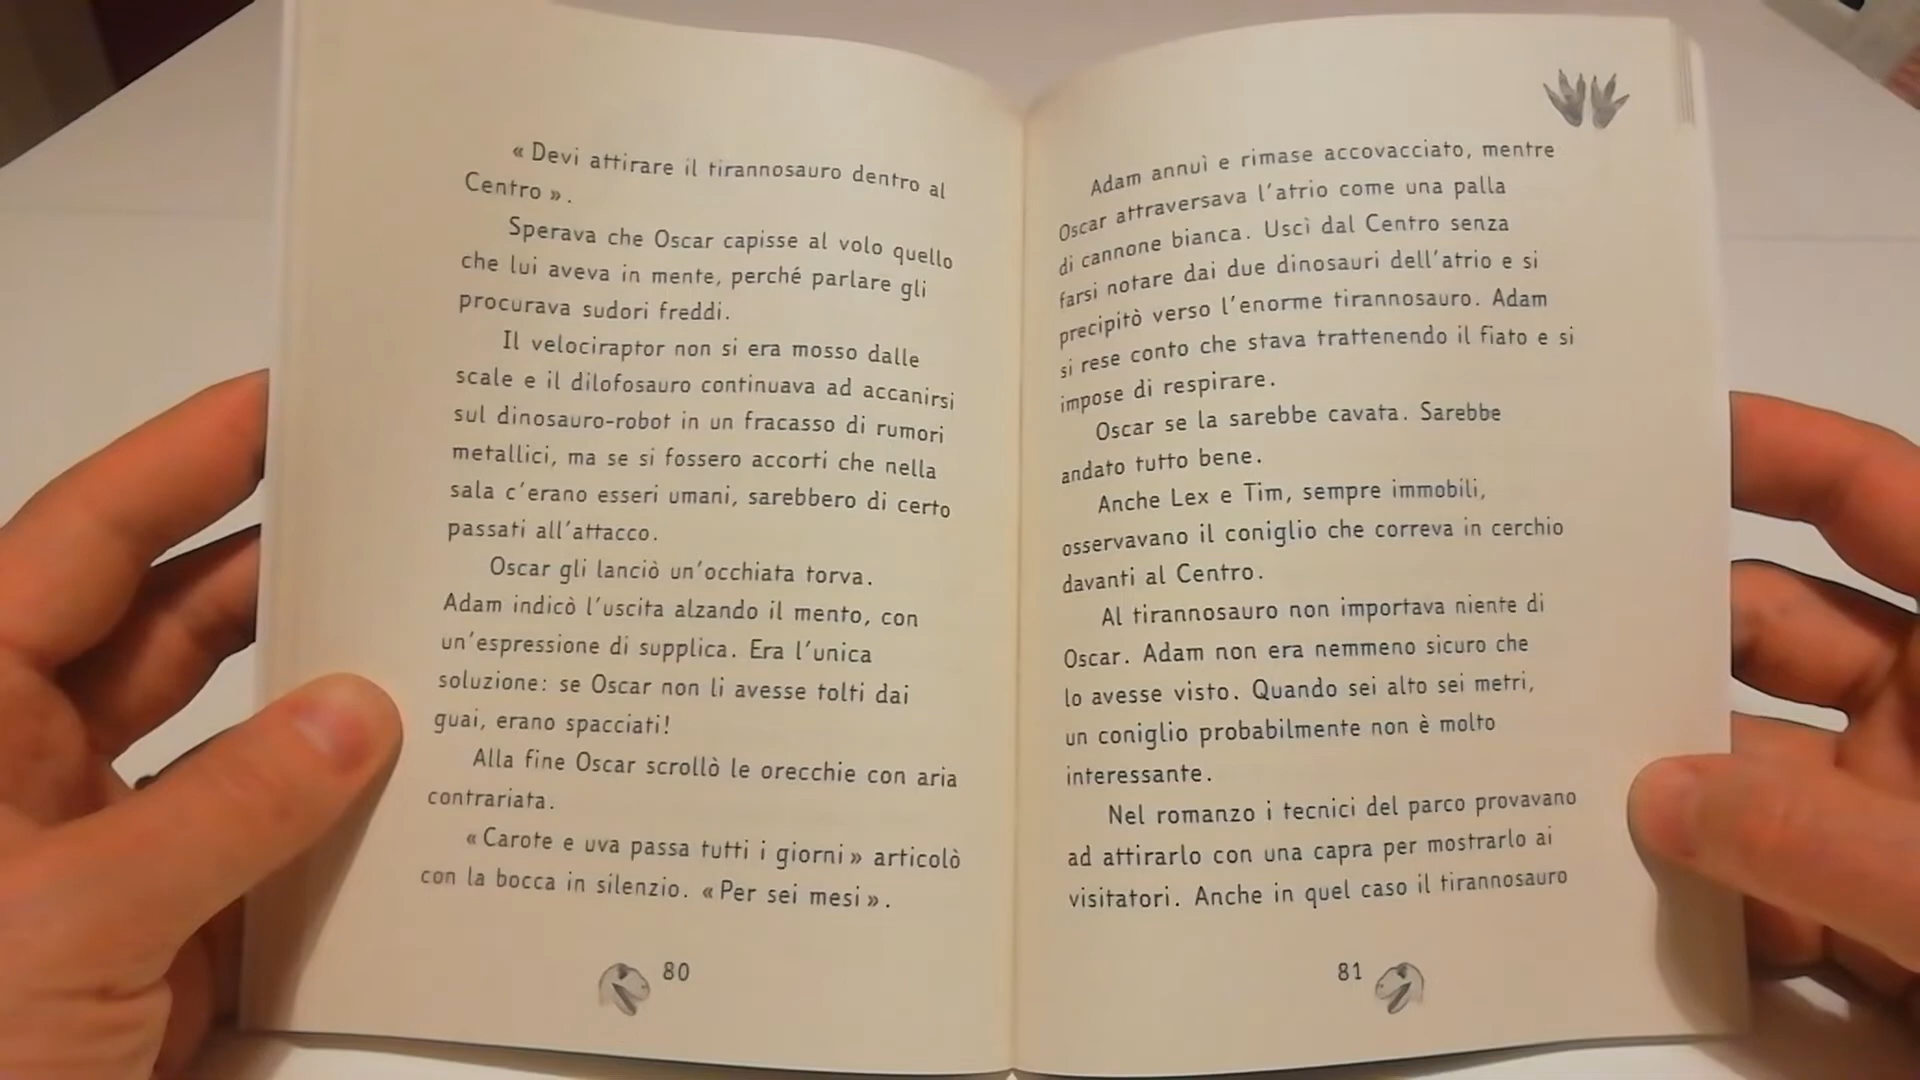 « Devi attirare il tirannosauro dentro al
Centro ».
Sperava che Oscar capisse al volo quello
che lui aveva in mente, perché parlare gli
procurava sudori freddi.
Il velociraptor non si era mosso dalle
scale e il dilofosauro continuava ad accanirsi
sul dinosauro-robot in un fracasso di rumori
metallici, ma se si fossero accorti che nella
sala c'erano esseri umani, sarebbero di certo
passati all'attacco.
Oscar gli lanciò un'occhiata torva.
Adam indicò l'uscita alzando il mento, con
un'espressione di supplica. Era l'unica
soluzione: se Oscar non li avesse tolti dai
guai, erano spacciati!
Alla fine Oscar scrollò le orecchie con aria
contrariata.
« Carote e uva passa tutti i giorni » articolò
con la bocca in silenzio. « Per sei mesi ».
80
Adam annuì e rimase accovacciato, mentre
Oscar attraversava l'atrio come una palla
di cannone bianca. Uscì dal Centro senza
farsi notare dai due dinosauri dell'atrio e si
precipitò verso l'enorme tirannosauro. Adam
si rese conto che stava trattenendo il fiato e si
impose di respirare.
Oscar se la sarebbe cavata. Sarebbe
andato tutto bene.
Anche Lex e Tim, sempre immobili,
osservavano il coniglio che correva in cerchio
davanti al Centro.
Al tirannosauro non importava niente di
Oscar. Adam non era nemmeno sicuro che
lo avesse visto. Quando sei alto sei metri,
un coniglio probabilmente non è molto
interessante.
Nel romanzo i tecnici del parco provavano
ad attirarlo con una capra per mostrarlo ai
visitatori. Anche in quel caso il tirannosauro
81